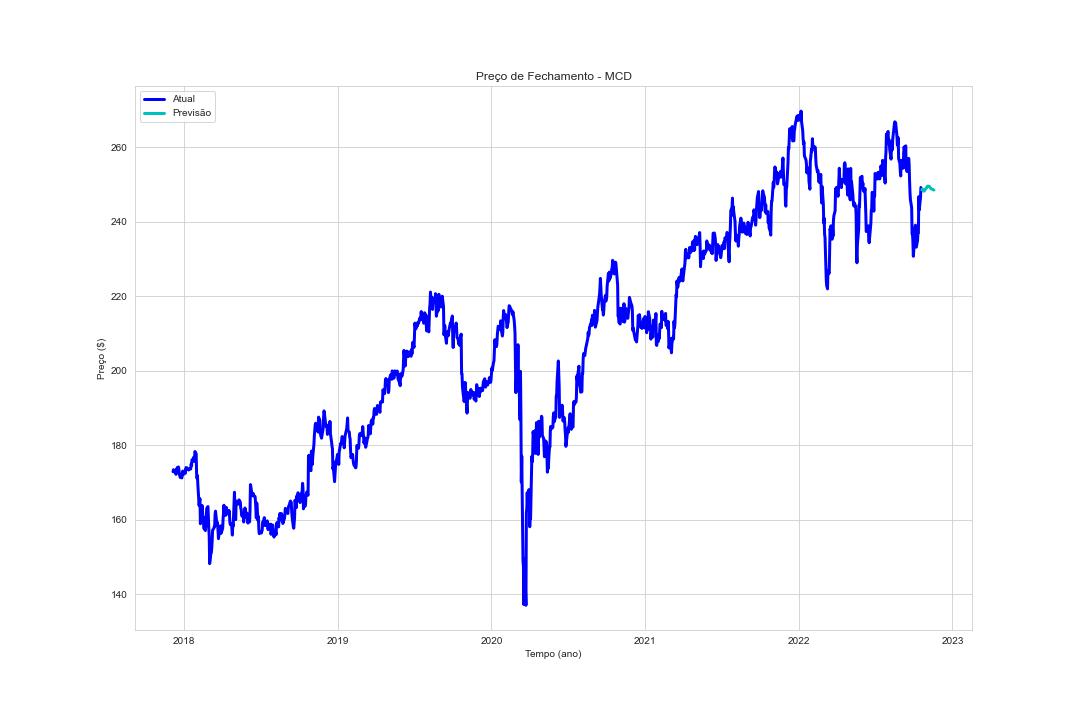 Preço de Fechamento - MCD
Atual
Previsão
260
240
220
200
180
160
140
Preço ($)
2018 2019 2020 2021 2022 2023
Tempo (ano)